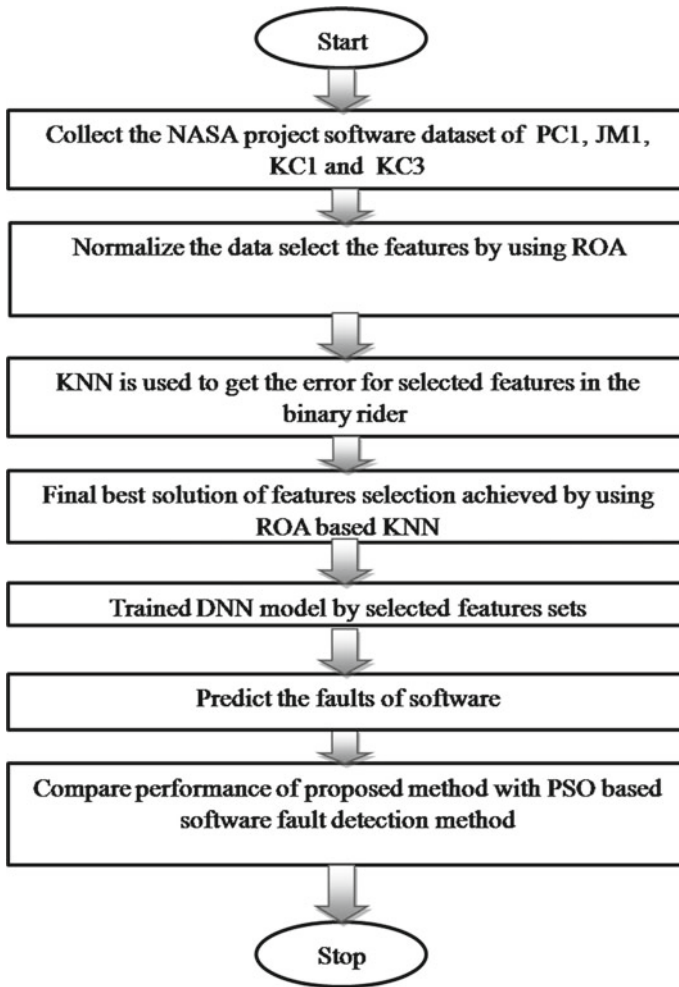 Start
Collect the NASA project software dataset of PC1, JM1,
KC1 and KC3
Normalize the data select the features by using ROA
KNN is used to get the error for selected features in the
binary rider
Final best solution of features selection achieved by using
ROA based KNN
Trained DNN model by selected features sets
Predict the faults of software
Compare performance of proposed method with PSO based
software fault detection method
Stop